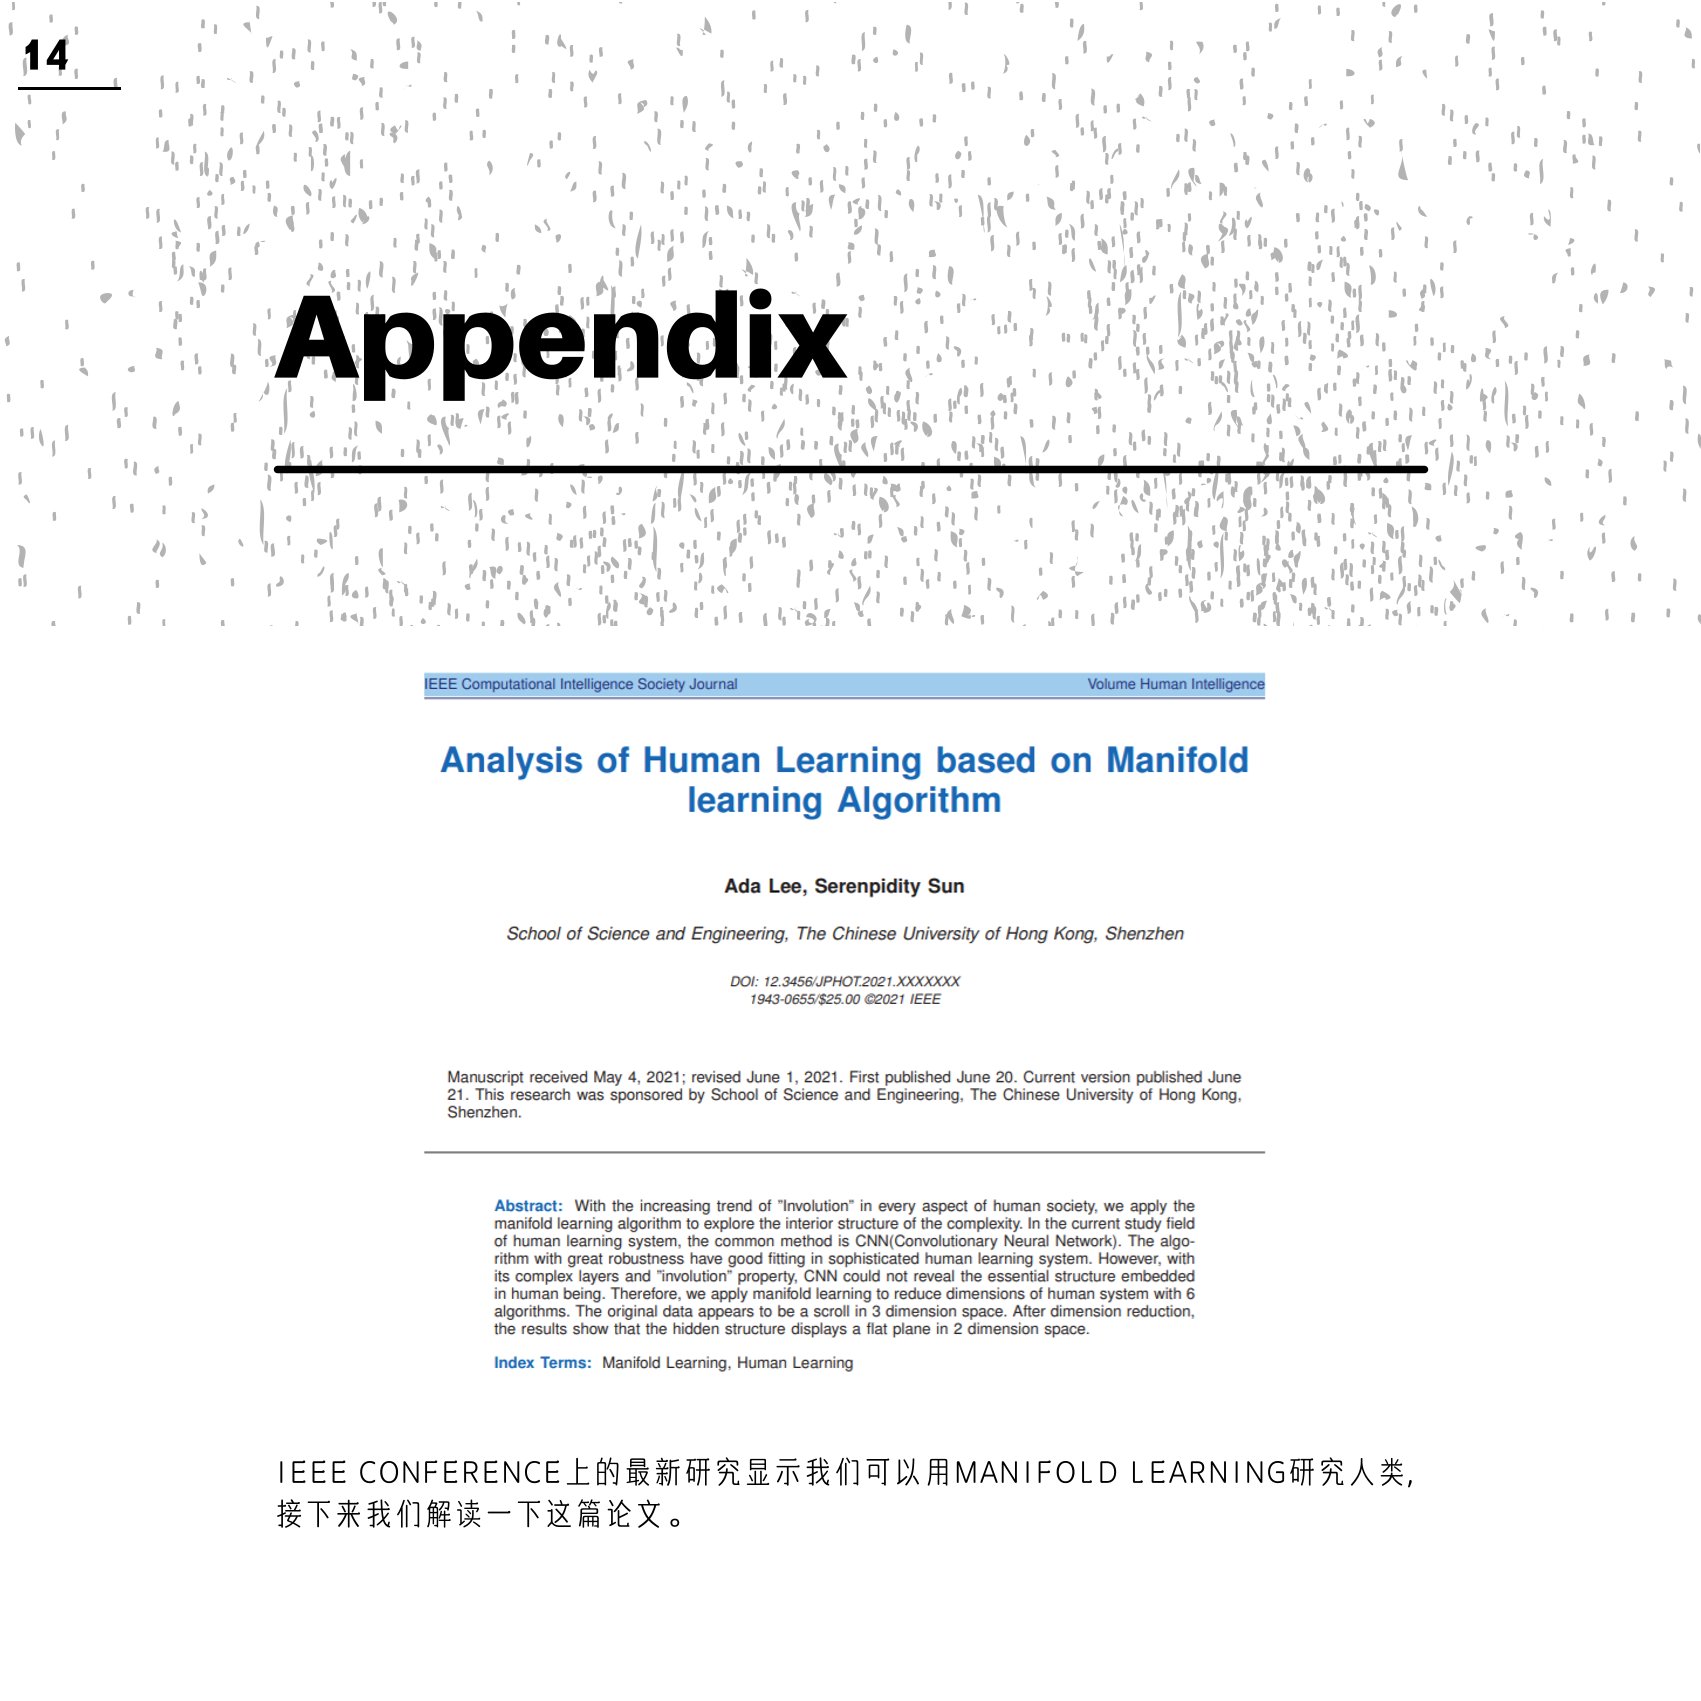 14
Appendix
IEEE Computational Intelligence Society Journal Volume Human Intelligence
Analysis of Human Learning based on Manifold
learning Algorithm
Ada Lee, Serenpidity Sun
School of Science and Engineering, The Chinese University of Hong Kong, Shenzhen
DOI: 12.3456/JPHOT.2021.XXXXXXX
1943-0655/$25.00 ©2021 IEEE
Manuscript received May 4, 2021; revised June 1, 2021. First published June 20. Current version published June
21. This research was sponsored by School of Science and Engineering, The Chinese University of Hong Kong,
Shenzhen.
Abstract: With the increasing trend of "Involution" in every aspect of human society, we apply the
manifold learning algorithm to explore the interior structure of the complexity. In the current study field
of human learning system, the common method is CNN(Convolutionary Neural Network). The algo-
rithm with great robustness have good fitting in sophisticated human learning system. However, with
its complex layers and "involution" property, CNN could not reveal the essential structure embedded
in human being. Therefore, we apply manifold learning to reduce dimensions of human system with 6
algorithms. The original data appears to be a scroll in 3 dimension space. After dimension reduction,
the results show that the hidden structure displays a flat plane in 2 dimension space.
Index Terms: Manifold Learning, Human Learning
IEEE CONFERENCE上的最新研究显示我们可以用MANIFOLD LEARNING研究人类,
接下来我们解读一下这篇论文。